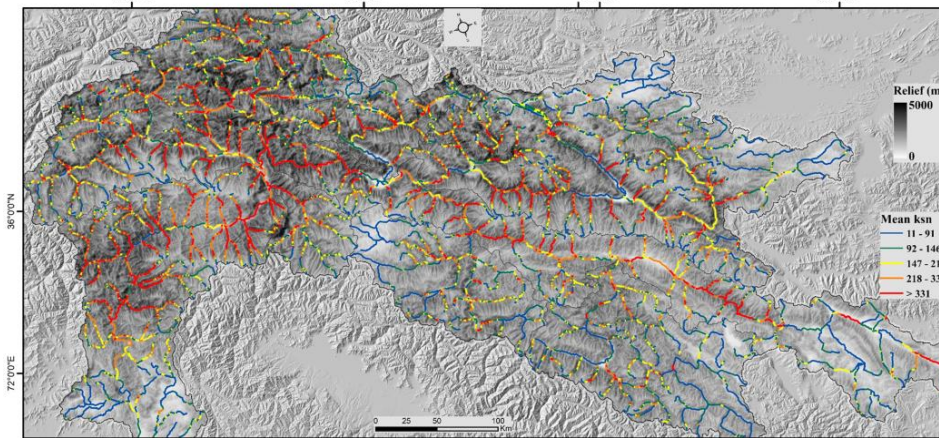 Relief (m
5000
0
36°0'0"N
Mean ksn
11 - 91
92 - 146
147 - 21
218 - 33
> 331
72°0'0"E
0 25 50 100
Km